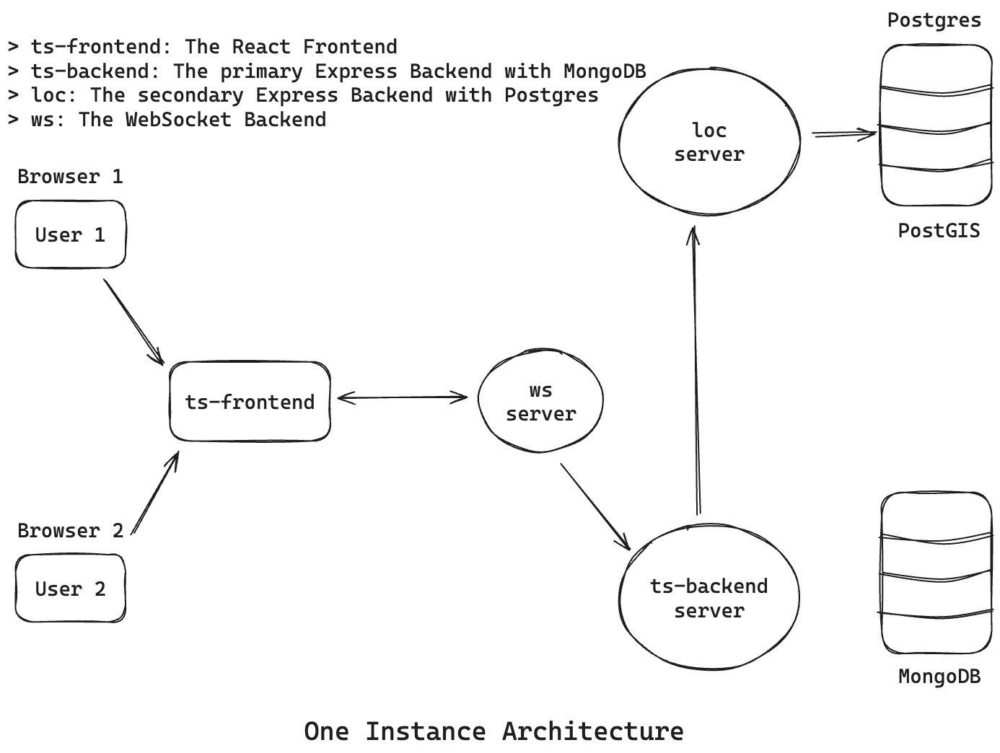 Postgres
> ts-frontend: The React Frontend
> ts-backend: The primary Express Backend with MongoDB
> loc: The secondary Express Backend with Postgres
> ws: The WebSocket Backend
loc
server
Browser 1
User 1
PostGIS
ts-frontend
ws
server
Browser 2
User 2
ts-backend
server
MongoDB
One Instance Architecture